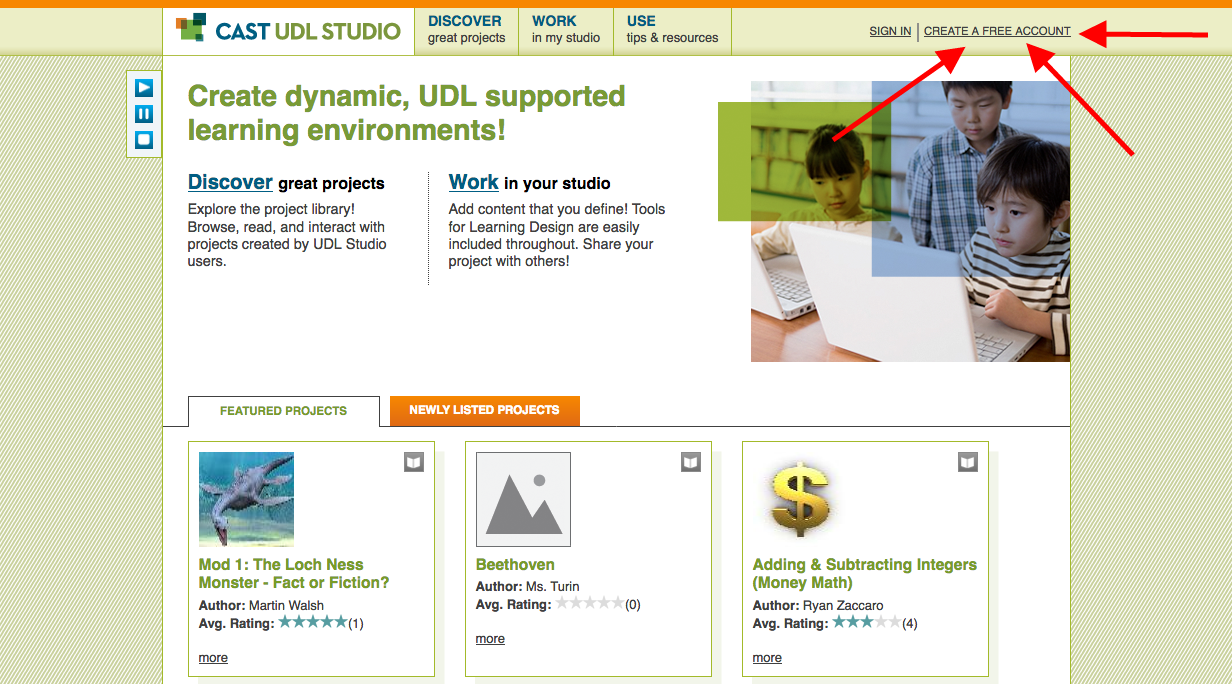 CAST UDL STUDIO
DISCOVER
great projects
WORK
in my studio
USE
tips & resources
SIGN IN
CREATE A FREE ACCOUNT
Create dynamic, UDL supported
learning environments!
Discover great projects
Explore the project library!
Browse, read, and interact with
projects created by UDL Studio
users.
Work in your studio
Add content that you define! Tools
for Learning Design are easily
included throughout. Share your
project with others!
FEATURED PROJECTS
NEWLY LISTED PROJECTS
Mod 1: The Loch Ness
Monster - Fact or Fiction?
Author: Martin Walsh
Avg. Rating: ★★★★★(1)
more
Beethoven
Author: Ms. Turin
Avg. Rating: ★★★★★(0)
more
Adding & Subtracting Integers
(Money Math)
Author: Ryan Zaccaro
Avg. Rating: ★★★★★(4)
more